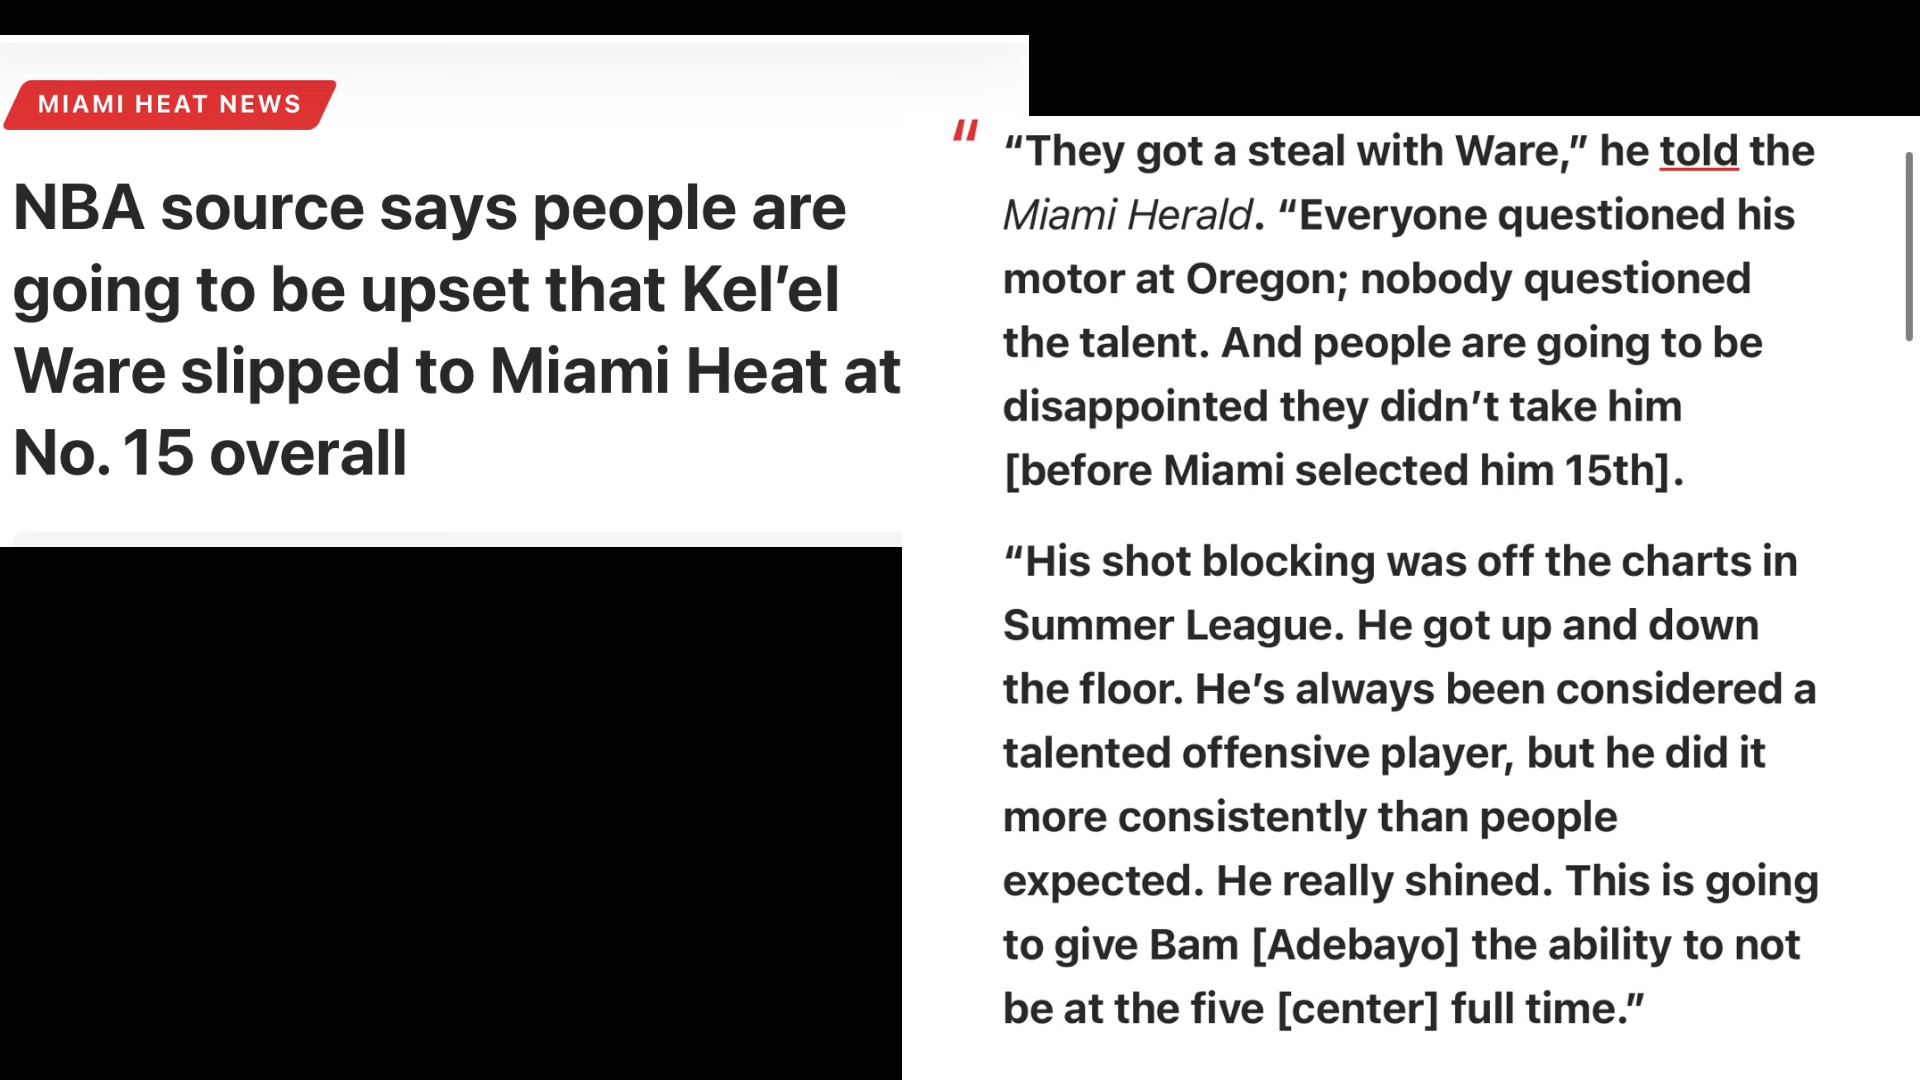 MIAMI HEAT NEWS
NBA source says people are
going to be upset that Kel’el
Ware slipped to Miami Heat at
No. 15 overall
"
“They got a steal with Ware,” he told the
Miami Herald. “Everyone questioned his
motor at Oregon; nobody questioned
the talent. And people are going to be
disappointed they didn’t take him
[before Miami selected him 15th].
“His shot blocking was off the charts in
Summer League. He got up and down
the floor. He’s always been considered a
talented offensive player, but he did it
more consistently than people
expected. He really shined. This is going
to give Bam [Adebayo] the ability to not
be at the five [center] full time.”